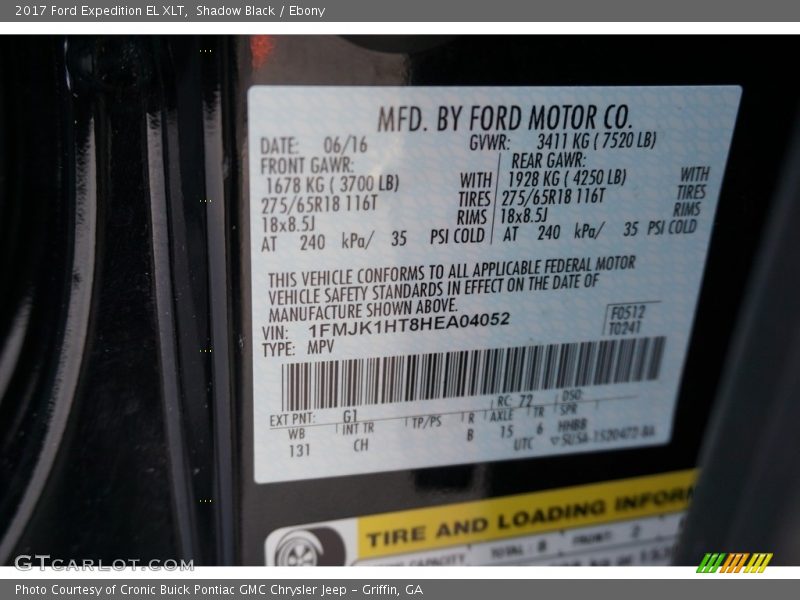 2017 Ford Expedition EL XLT, Shadow Black / Ebony
MFD. BY FORD MOTOR CO.
DATE: 06/16 GVWR: 3411 KG ( 7520 LB)
FRONT GAWR: REAR GAWR:
1678 KG ( 3700 LB) WITH 1928 KG ( 4250 LB) WITH
275/65R18 116T TIRES 275/65R18 116T TIRES
18x8.5J RIMS 18x8.5J RIMS
AT 240 kPa/ 35 PSI COLD AT 240 kPa/ 35 PSI COLD
THIS VEHICLE CONFORMS TO ALL APPLICABLE FEDERAL MOTOR
VEHICLE SAFETY STANDARDS IN EFFECT ON THE DATE OF
MANUFACTURE SHOWN ABOVE.
VIN: 1FMJK1HT8HEA04052 F0512
TYPE: MPV T0241
EXT PNT: G1 RC: 72 DSO:
WB INT TR TP/PS R AXLE TR SPR
131 CH B 15 6 HHBB
UTC
TIRE AND LOADING INFORM
TOTAL 8 FRONT 2
GTCARLOT.COM
Photo Courtesy of Cronic Buick Pontiac GMC Chrysler Jeep - Griffin, GA